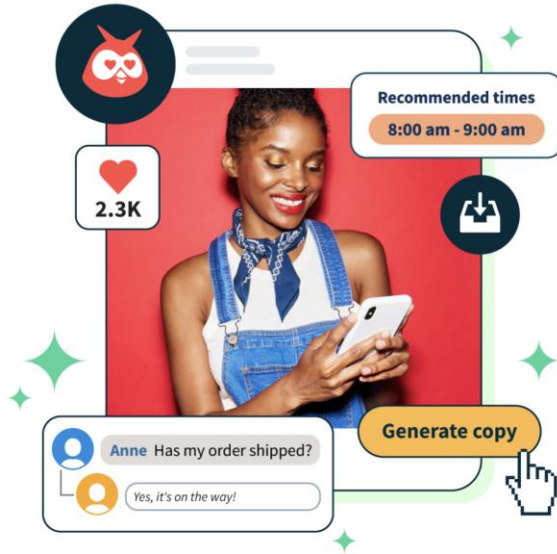 Recommended times
8:00 am - 9:00 am
2.3K
Generate copy
Anne Has my order shipped?
Yes, it's on the way!